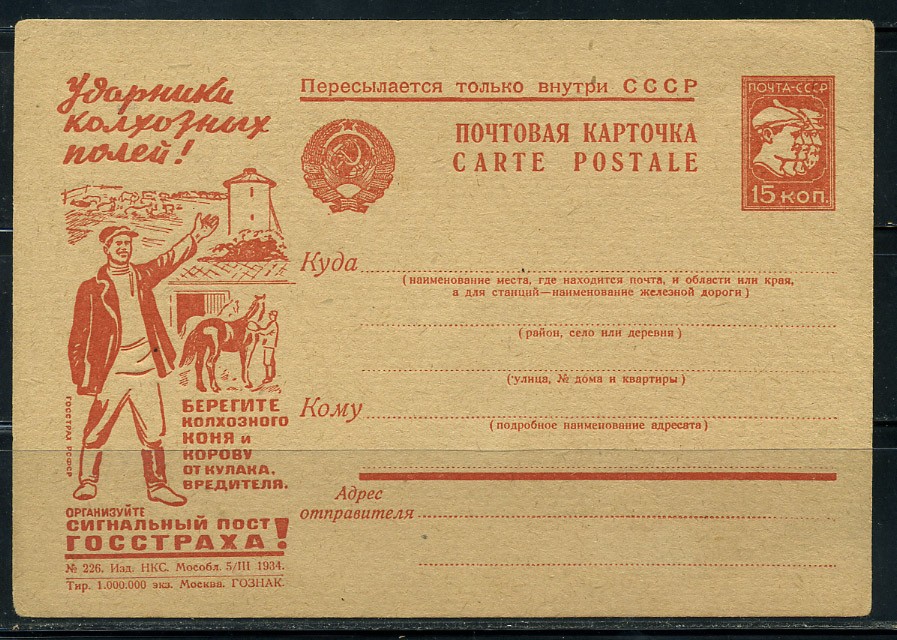 Ударники
колхозных
полей!
ГОССТРАХ РСФСР
БЕРЕГИТЕ
КОЛХОЗНОГО
КОНЯ и
КОРОВУ
ОТ КУЛАКА,
ВРЕДИТЕЛЯ.
ОРГАНИЗУЙТЕ
СИГНАЛЬНЫЙ ПОСТ
ГОССТРАХА!
№ 226. Изд. НКС. Мособл. 5/III 1934.
Тир. 1.000.000 экз. Москва. ГОЗНАК.
Пересылается только внутри СССР
ПОЧТОВАЯ КАРТОЧКА
CARTE POSTALE
ПОЧТА-СССР
15 КОП.
Куда
(наименование места, где находится почта, и области или края,
а для станций—наименование железной дороги)
(район, село или деревня)
(улица, № дома и квартиры)
Кому
(подробное наименование адресата)
Адрес
отправителя